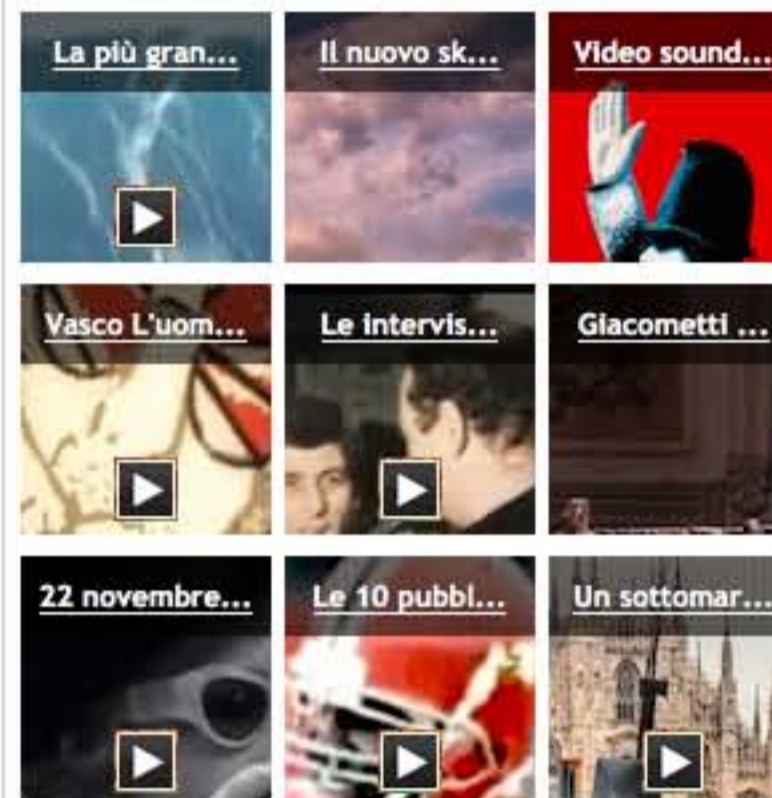 La più gran...
Il nuovo sk...
Video sound...
Vasco L'uom...
Le intervis...
Giacometti ...
22 novembre...
Le 10 pubbl...
Un sottomar...